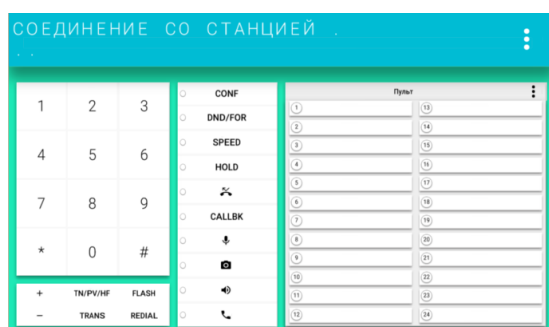 СОЕДИНЕНИЕ СО СТАНЦИЕЙ .
. .
1 2 3
4 5 6
7 8 9
* 0 #
+ TN/PV/HF FLASH
− TRANS REDIAL
CONF
DND/FOR
SPEED
HOLD
CALLBK
Пульт
1 13
2 14
3 15
4 16
5 17
6 18
7 19
8 20
9 21
10 22
11 23
12 24